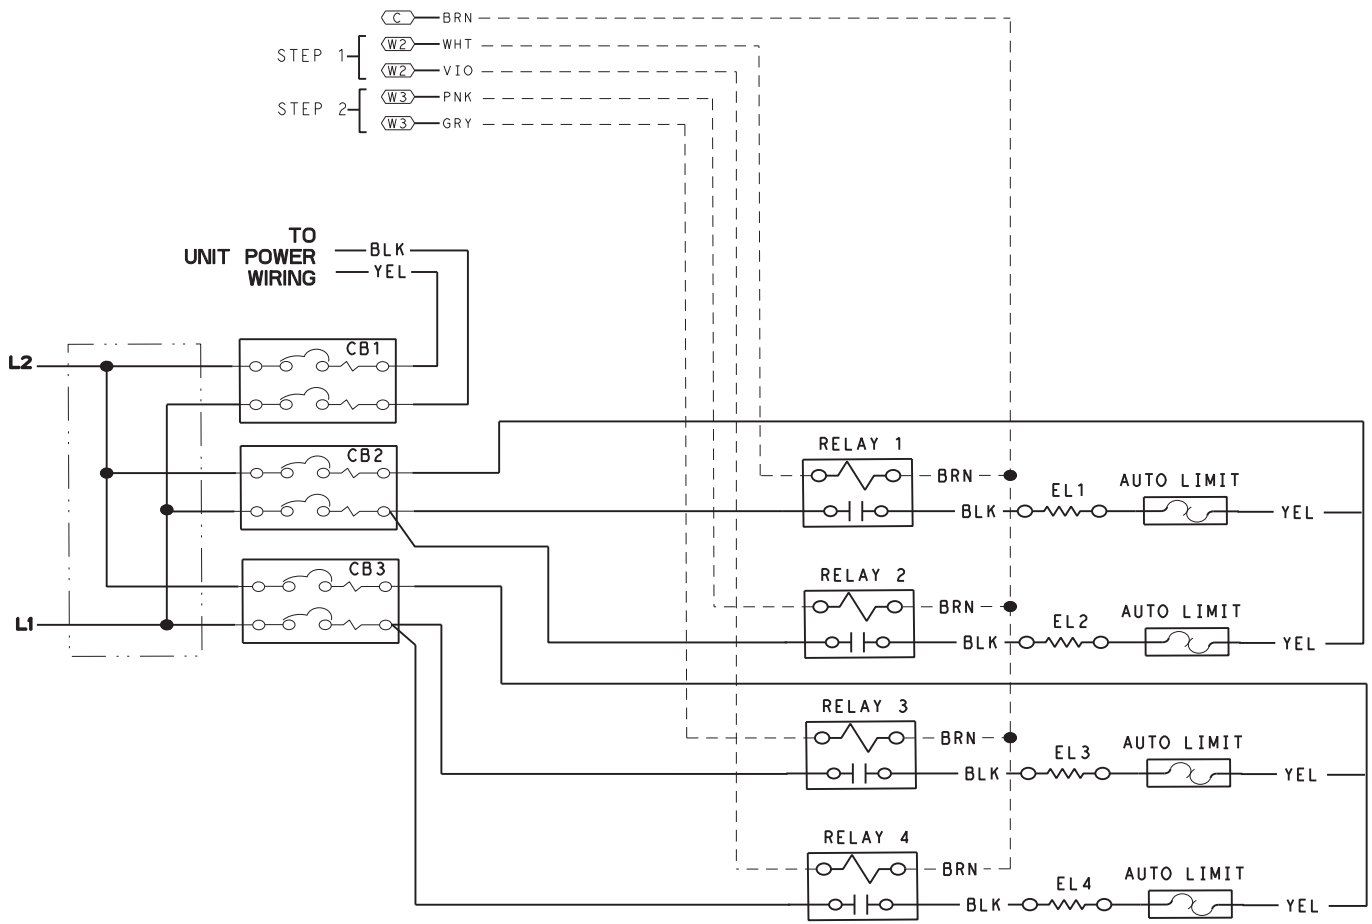 C BRN
STEP 1
W2 WHT
W2 VIO
STEP 2
W3 PNK
W3 GRY
TO
UNIT POWER
WIRING
BLK
YEL
L2
CB1
CB2
CB3
L1
RELAY 1
BRN
BLK
EL1
AUTO LIMIT
YEL
RELAY 2
BRN
BLK
EL2
AUTO LIMIT
YEL
RELAY 3
BRN
BLK
EL3
AUTO LIMIT
YEL
RELAY 4
BRN
BLK
EL4
AUTO LIMIT
YEL